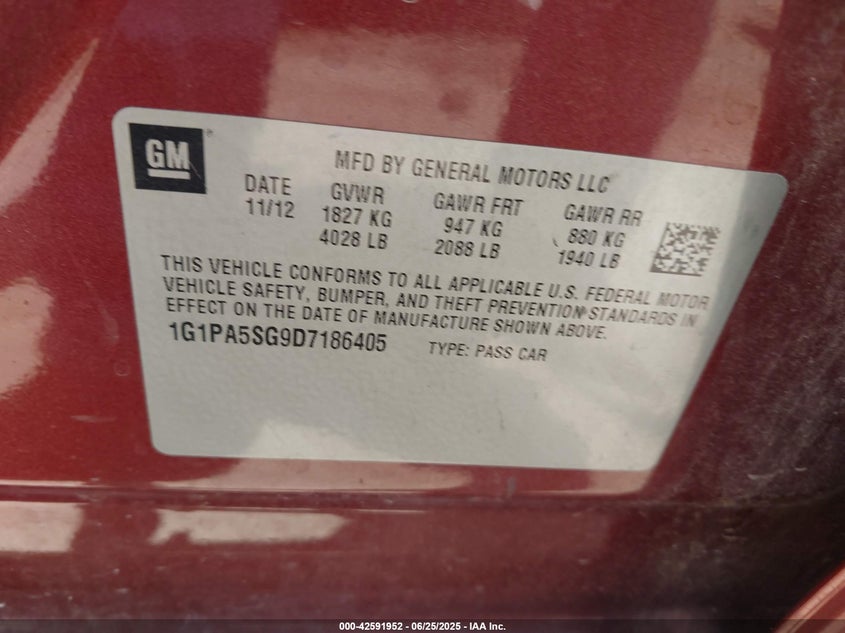 GM®
MFD BY GENERAL MOTORS LLC
DATE GVWR GAWR FRT GAWR RR
11/12 1827 KG 947 KG 880 KG
4028 LB 2088 LB 1940 LB
THIS VEHICLE CONFORMS TO ALL APPLICABLE U.S. FEDERAL MOTOR
VEHICLE SAFETY, BUMPER, AND THEFT PREVENTION STANDARDS IN
EFFECT ON THE DATE OF MANUFACTURE SHOWN ABOVE.
1G1PA5SG9D7186405 TYPE: PASS CAR
000-42591952 - 06/25/2025 - IAA Inc.